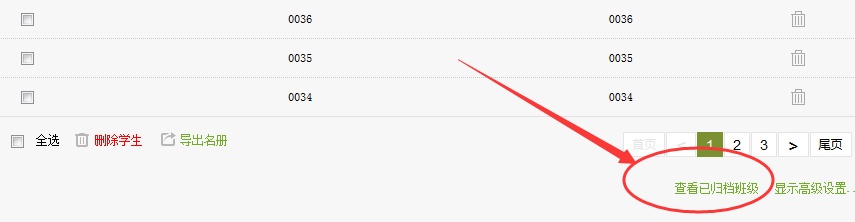 0036 0036
0035 0035
0034 0034
全选 删除学生 导出名册 首页 < 1 2 3 > 尾页
查看已归档班级 显示高级设置...